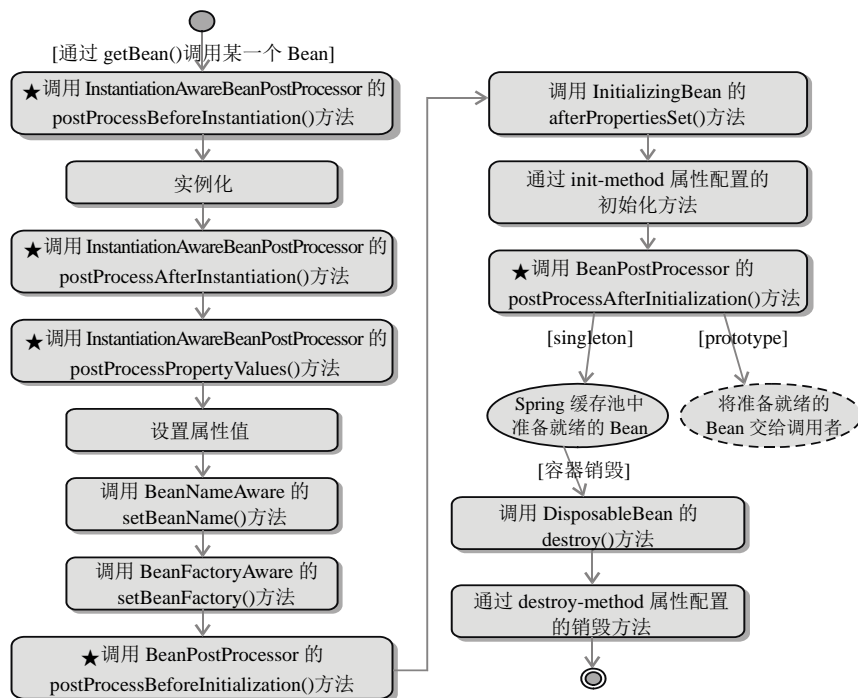 [通过 getBean()调用某一个 Bean]
★调用 InstantiationAwareBeanPostProcessor 的
postProcessBeforeInstantiation()方法
实例化
★调用 InstantiationAwareBeanPostProcessor 的
postProcessAfterInstantiation()方法
★调用 InstantiationAwareBeanPostProcessor 的
postProcessPropertyValues()方法
设置属性值
调用 BeanNameAware 的
setBeanName()方法
调用 BeanFactoryAware 的
setBeanFactory()方法
★调用 BeanPostProcessor 的
postProcessBeforeInitialization()方法
调用 InitializingBean 的
afterPropertiesSet()方法
通过 init-method 属性配置的
初始化方法
★调用 BeanPostProcessor 的
postProcessAfterInitialization()方法
[singleton]
[prototype]
Spring 缓存池中
准备就绪的 Bean
将准备就绪的
Bean 交给调用者
[容器销毁]
调用 DisposableBean 的
destroy()方法
通过 destroy-method 属性配置
的销毁方法